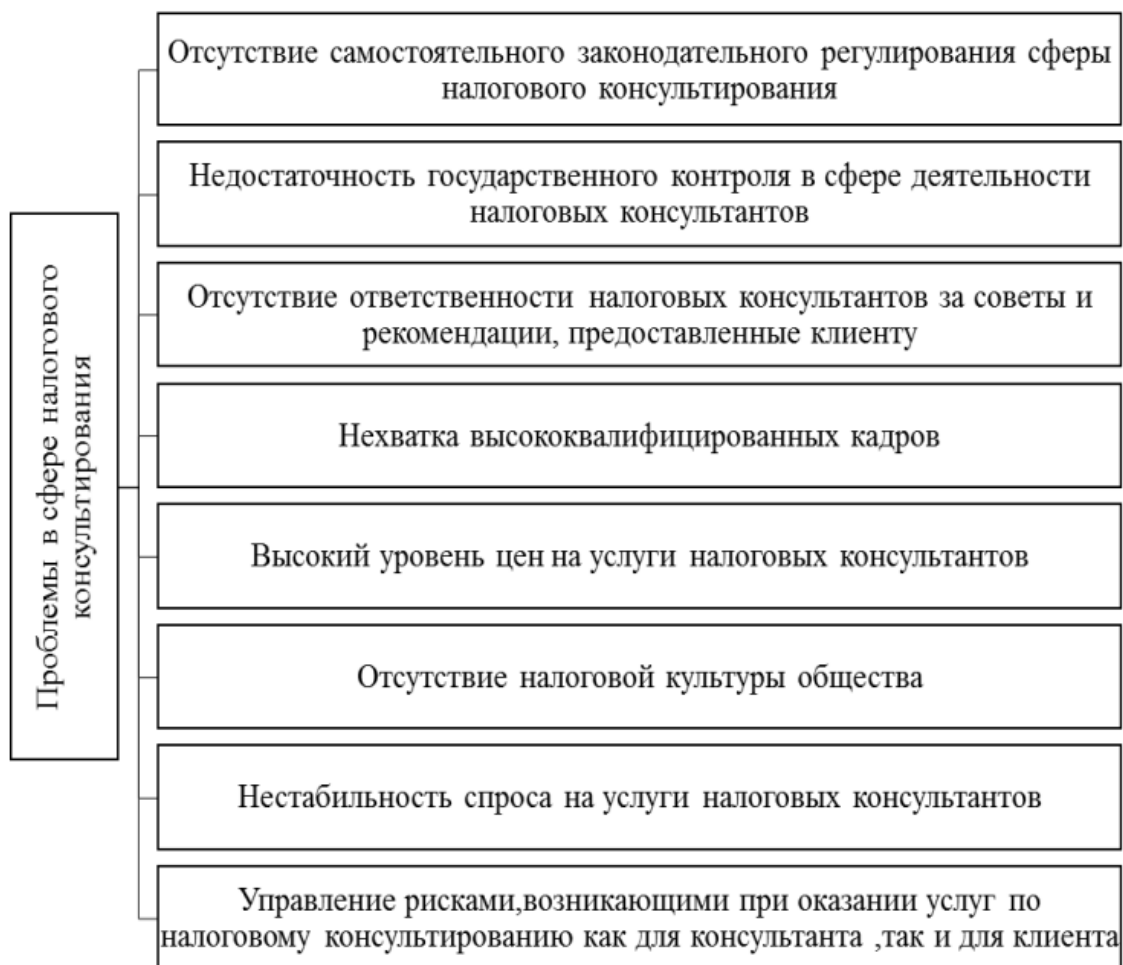 Проблемы в сфере налогового
консультирования
Отсутствие самостоятельного законодательного регулирования сферы
налогового консультирования
Недостаточность государственного контроля в сфере деятельности
налоговых консультантов
Отсутствие ответственности налоговых консультантов за советы и
рекомендации, предоставленные клиенту
Нехватка высококвалифицированных кадров
Высокий уровень цен на услуги налоговых консультантов
Отсутствие налоговой культуры общества
Нестабильность спроса на услуги налоговых консультантов
Управление рисками,возникающими при оказании услуг по
налоговому консультированию как для консультанта ,так и для клиента